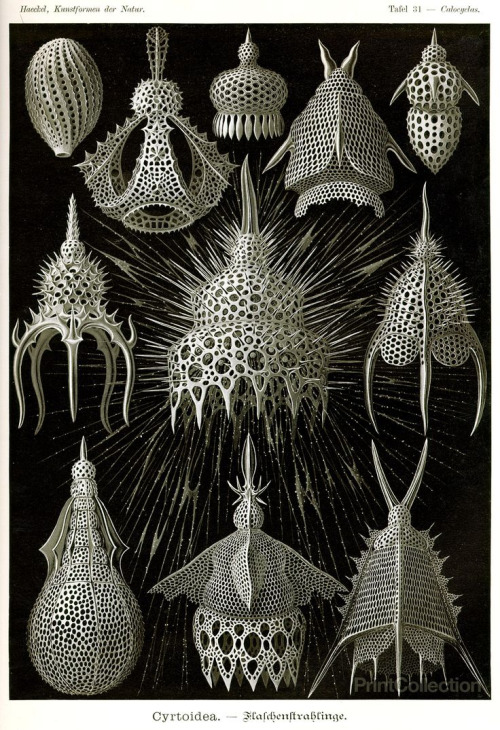 Haeckel, Kunstformen der Natur.
Tafel 31 — Calocyclas.
PrintCollection
Cyrtoidea. — Flaschenstrahlinge.